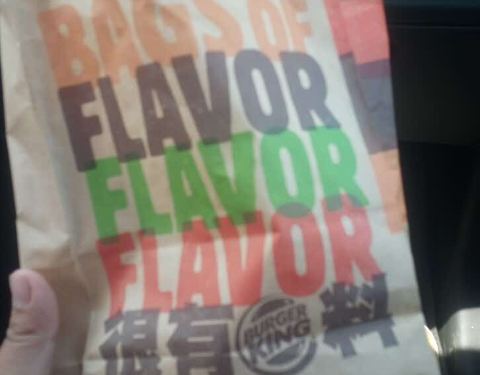 BAGS OF
FLAVOR
FLAVOR
FLAVOR
很有 BURGER KING 料